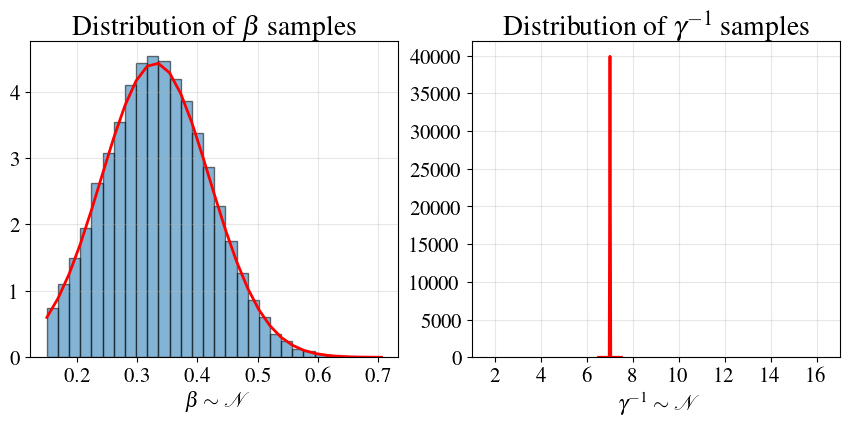 Distribution of β samples
4
3
2
1
0
0.2 0.3 0.4 0.5 0.6 0.7
β ∼ 𝒩
Distribution of γ⁻¹ samples
40000
35000
30000
25000
20000
15000
10000
5000
0
2 4 6 8 10 12 14 16
γ⁻¹ ∼ 𝒩